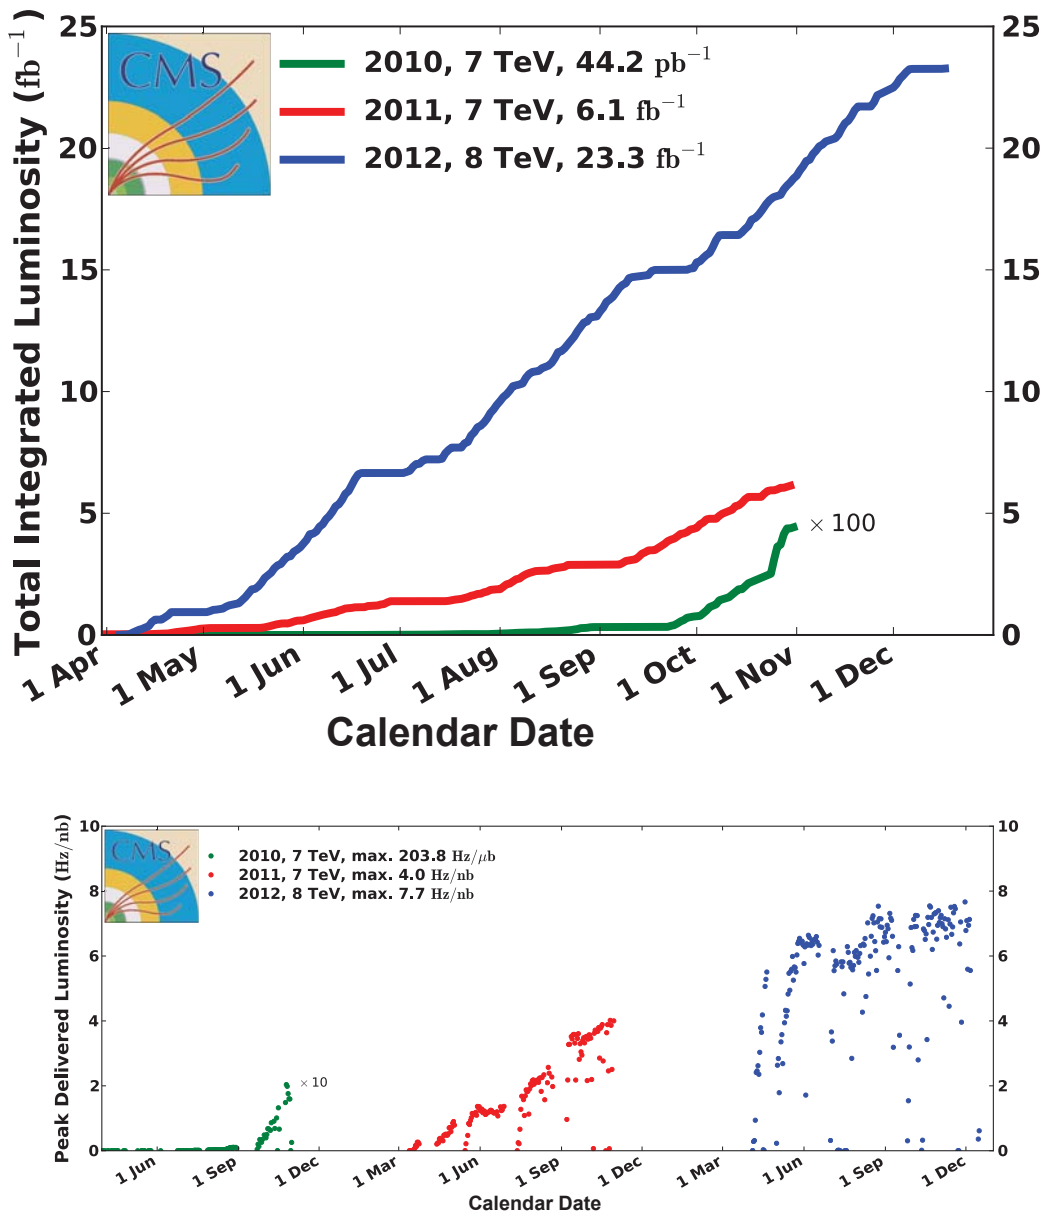 CMS
2010, 7 TeV, 44.2 pb⁻¹
2011, 7 TeV, 6.1 fb⁻¹
2012, 8 TeV, 23.3 fb⁻¹
Total Integrated Luminosity (fb⁻¹)
25
20
15
10
5
0
25
20
15
10
5
0
× 100
1 Apr
1 May
1 Jun
1 Jul
1 Aug
1 Sep
1 Oct
1 Nov
1 Dec
Calendar Date
CMS
2010, 7 TeV, max. 203.8 Hz/μb
2011, 7 TeV, max. 4.0 Hz/nb
2012, 8 TeV, max. 7.7 Hz/nb
Peak Delivered Luminosity (Hz/nb)
10
8
6
4
2
0
10
8
6
4
2
0
× 10
1 Jun
1 Sep
1 Dec
1 Mar
1 Jun
1 Sep
1 Dec
1 Mar
1 Jun
1 Sep
1 Dec
Calendar Date